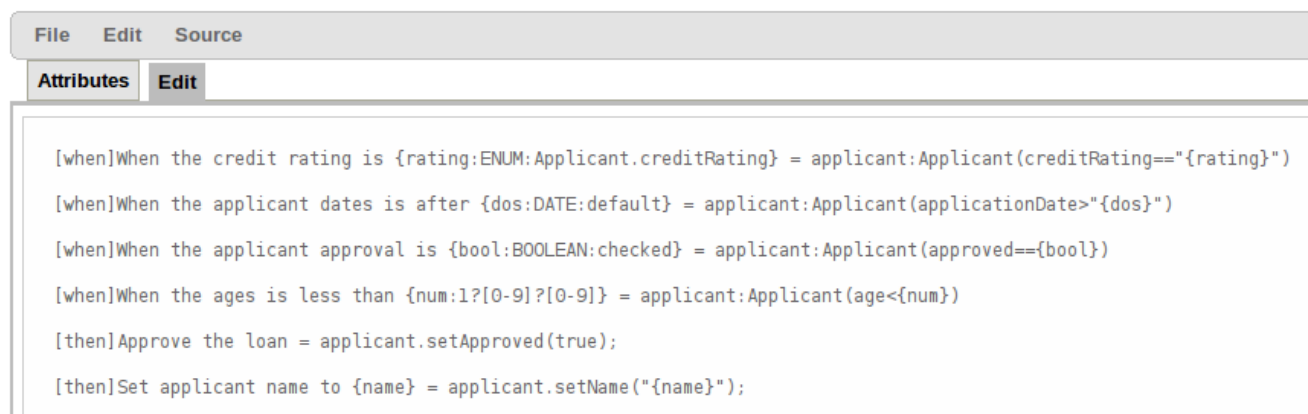 File Edit Source
Attributes Edit
[when]When the credit rating is {rating:ENUM:Applicant.creditRating} = applicant:Applicant(creditRating=="{rating}")
[when]When the applicant dates is after {dos:DATE:default} = applicant:Applicant(applicationDate>"{dos}")
[when]When the applicant approval is {bool:BOOLEAN:checked} = applicant:Applicant(approved=={bool})
[when]When the ages is less than {num:1?[0-9]?[0-9]} = applicant:Applicant(age<{num})
[then]Approve the loan = applicant.setApproved(true);
[then]Set applicant name to {name} = applicant.setName("{name}");